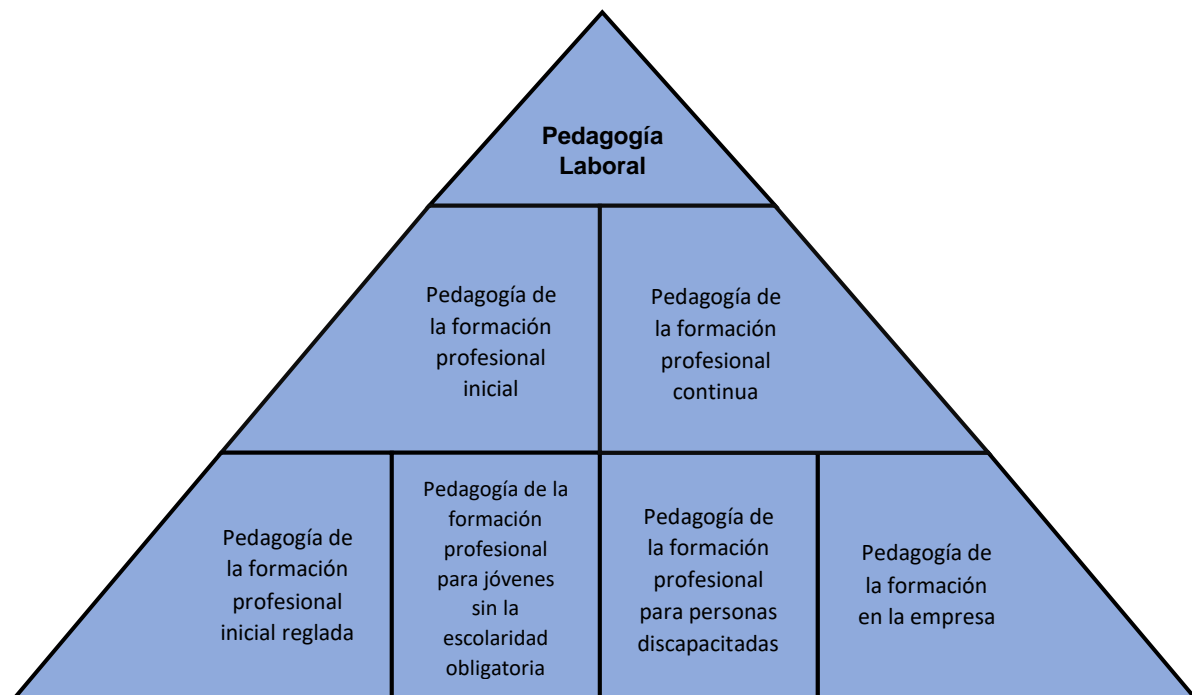 Pedagogía
Laboral
Pedagogía de
la formación
profesional
inicial
Pedagogía de
la formación
profesional
continua
Pedagogía de
la formación
profesional
inicial reglada
Pedagogía de la
formación
profesional
para jóvenes
sin la
escolaridad
obligatoria
Pedagogía de
la formación
profesional
para personas
discapacitadas
Pedagogía de
la formación
en la empresa